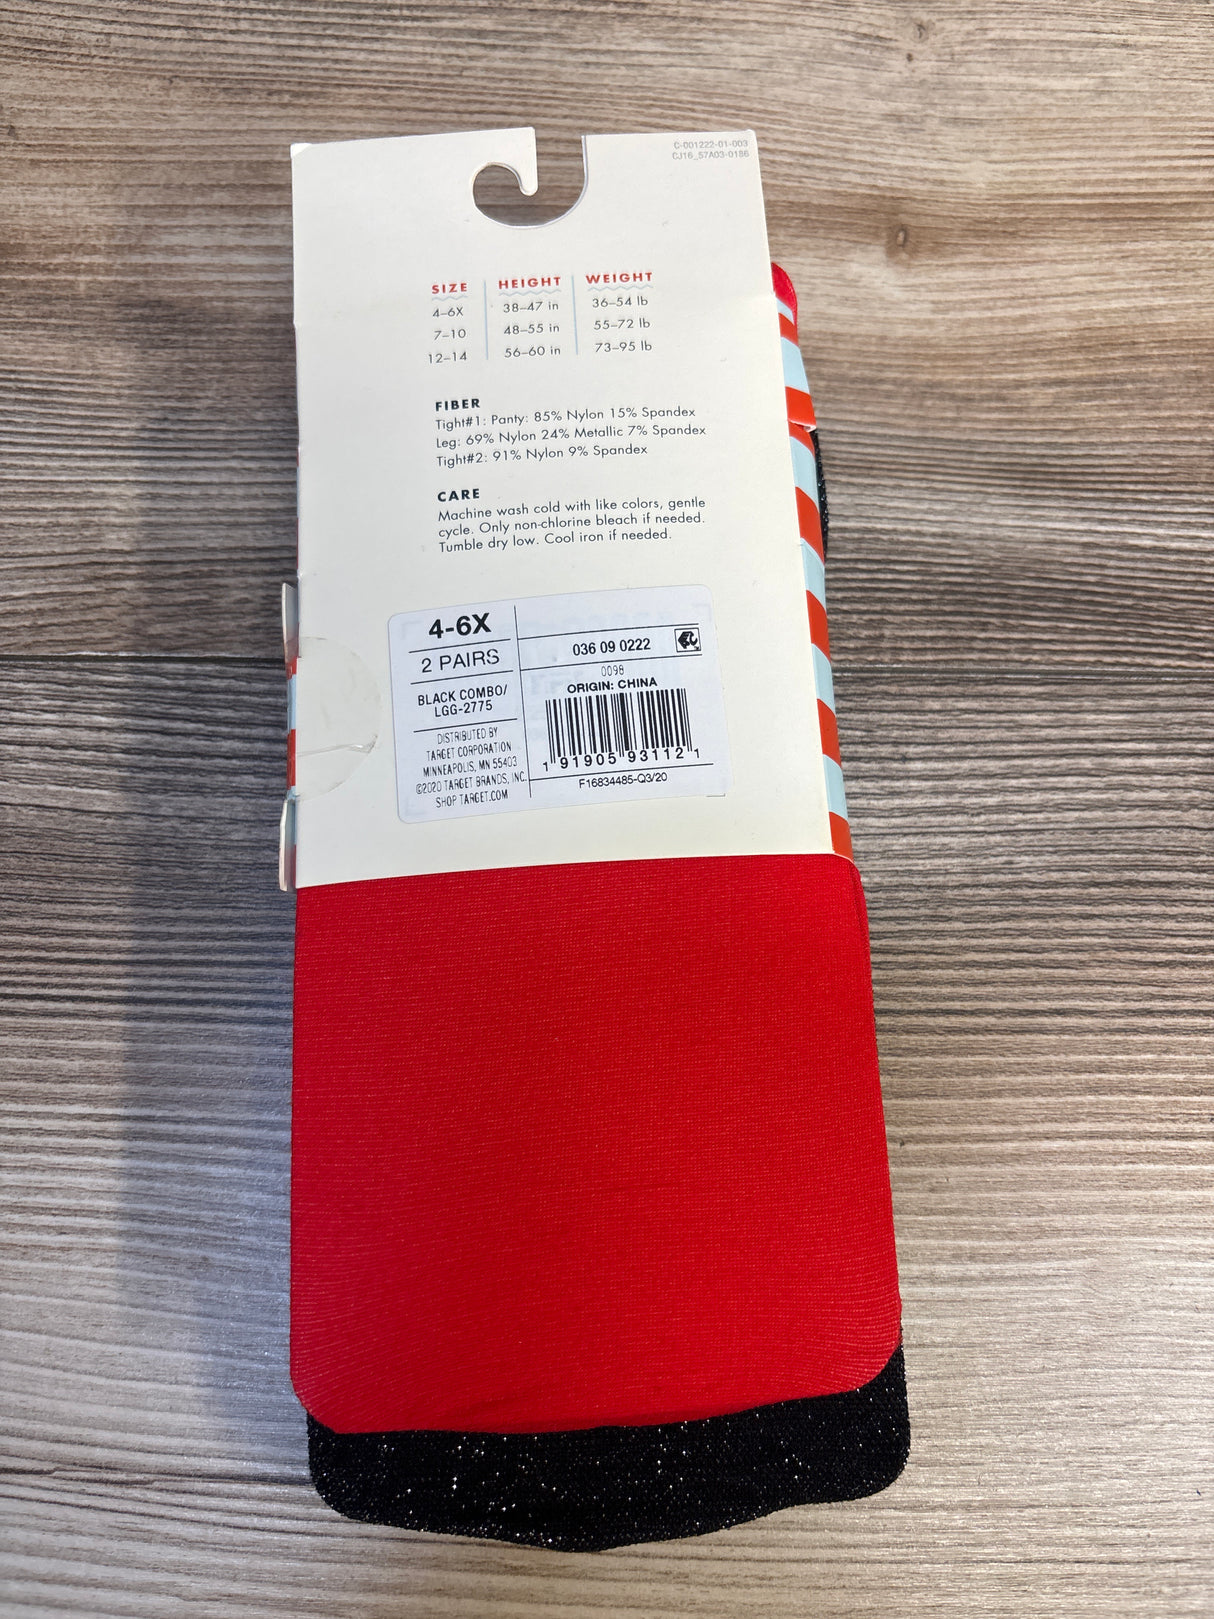 C-001222-01-003
CJ16_57A03-0186
SIZE HEIGHT WEIGHT
4–6X 38–47 in 36–54 lb
7–10 48–55 in 55–72 lb
12–14 56–60 in 73–95 lb
FIBER
Tight#1: Panty: 85% Nylon 15% Spandex
Leg: 69% Nylon 24% Metallic 7% Spandex
Tight#2: 91% Nylon 9% Spandex
CARE
Machine wash cold with like colors, gentle
cycle. Only non-chlorine bleach if needed.
Tumble dry low. Cool iron if needed.
4-6X
2 PAIRS
BLACK COMBO/
LGG-2775
DISTRIBUTED BY
TARGET CORPORATION
MINNEAPOLIS, MN 55403
©2020 TARGET BRANDS, INC.
SHOP TARGET.COM
036 09 0222
0098
ORIGIN: CHINA
1 91905 93112 1
F16834485-Q3/20